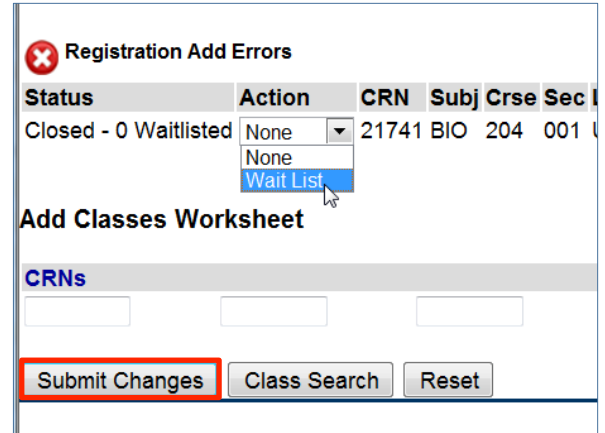 Registration Add Errors
Status Action CRN Subj Crse Sec
Closed - 0 Waitlisted None 21741 BIO 204 001
None
Wait List
Add Classes Worksheet
CRNs
Submit Changes Class Search Reset